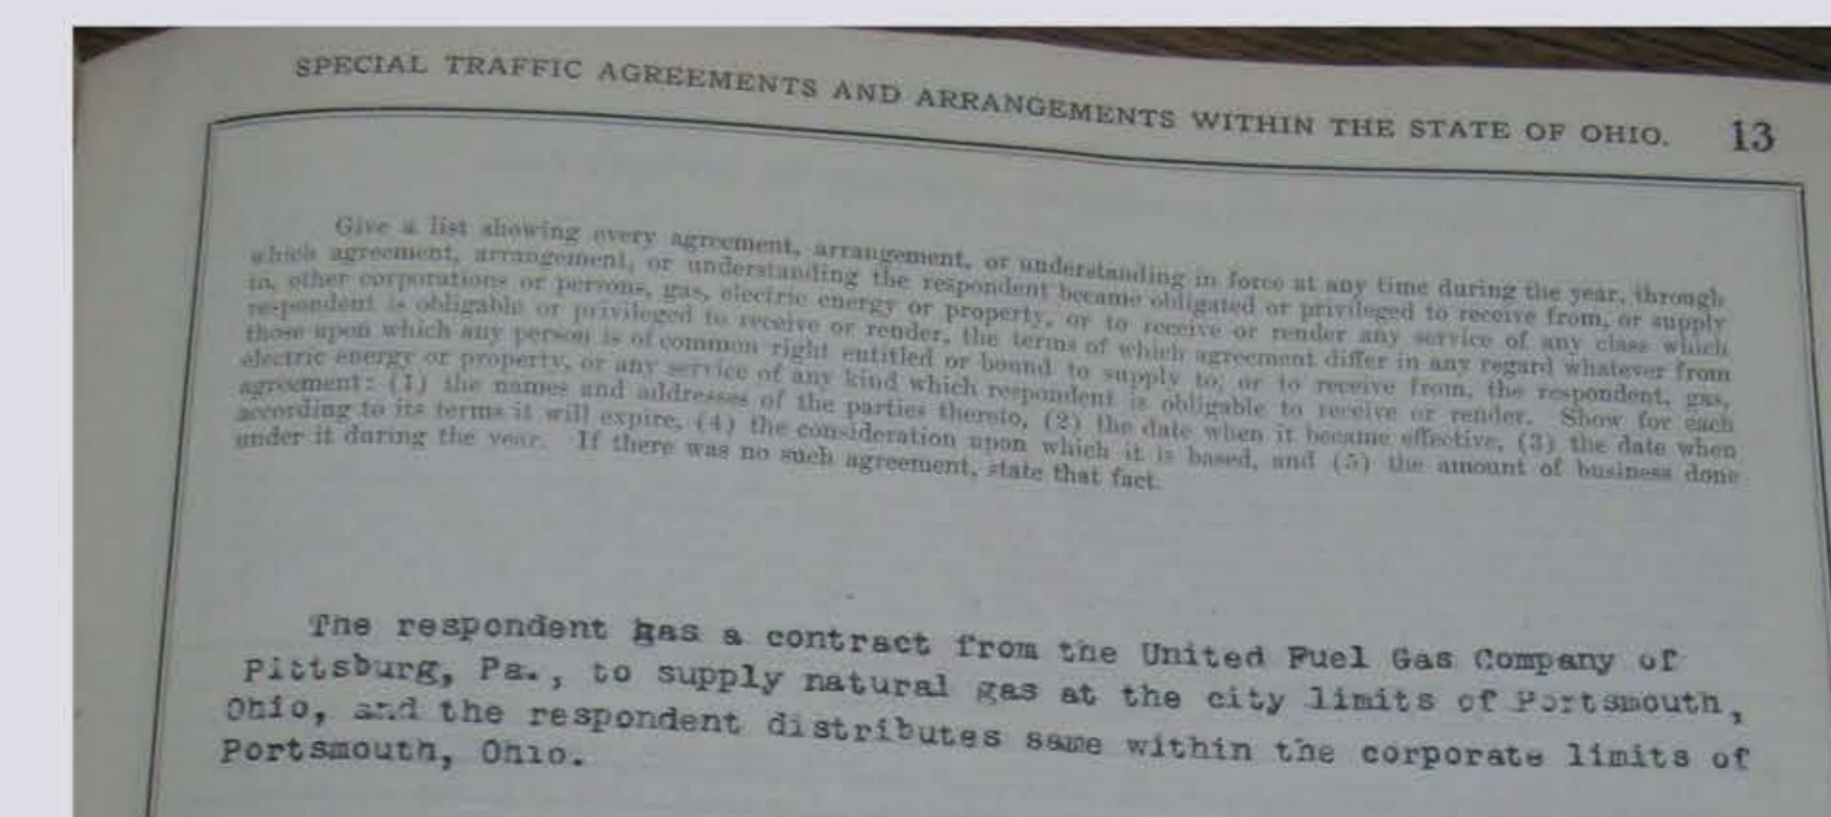 SPECIAL TRAFFIC AGREEMENTS AND ARRANGEMENTS WITHIN THE STATE OF OHIO. 13
Give a list showing every agreement, arrangement, or understanding in force at any time during the year, through
which agreement, arrangement, or understanding the respondent became obligated or privileged to receive from, or supply
to, other corporations or persons, gas, electric energy or property, or to receive or render any service of any class which
respondent is obligable or privileged to receive or render, the terms of which agreement differ in any regard whatever from
those upon which any person is of common right entitled or bound to supply to, or to receive from, the respondent, gas,
electric energy or property, or any service of any kind which respondent is obligable to receive or render. Show for each
agreement: (1) the names and addresses of the parties thereto, (2) the date when it became effective, (3) the date when
according to its terms it will expire, (4) the consideration upon which it is based, and (5) the amount of business done
under it during the year. If there was no such agreement, state that fact.
The respondent has a contract from the United Fuel Gas Company of
Pittsburg, Pa., to supply natural gas at the city limits of Portsmouth,
Ohio, and the respondent distributes same within the corporate limits of
Portsmouth, Ohio.